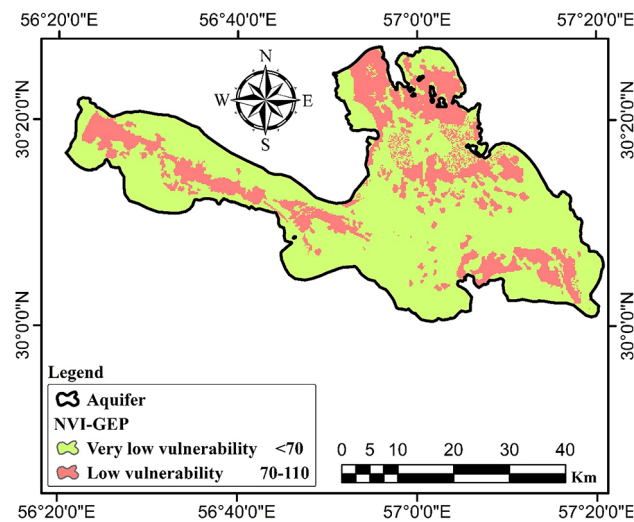 56°20'0"E 56°40'0"E 57°0'0"E 57°20'0"E
N
W E
S
30°20'0"N 30°20'0"N
30°0'0"N 30°0'0"N
Legend
Aquifer
NVI-GEP
Very low vulnerability <70
Low vulnerability 70-110
0 5 10 20 30 40
Km
56°20'0"E 56°40'0"E 57°0'0"E 57°20'0"E